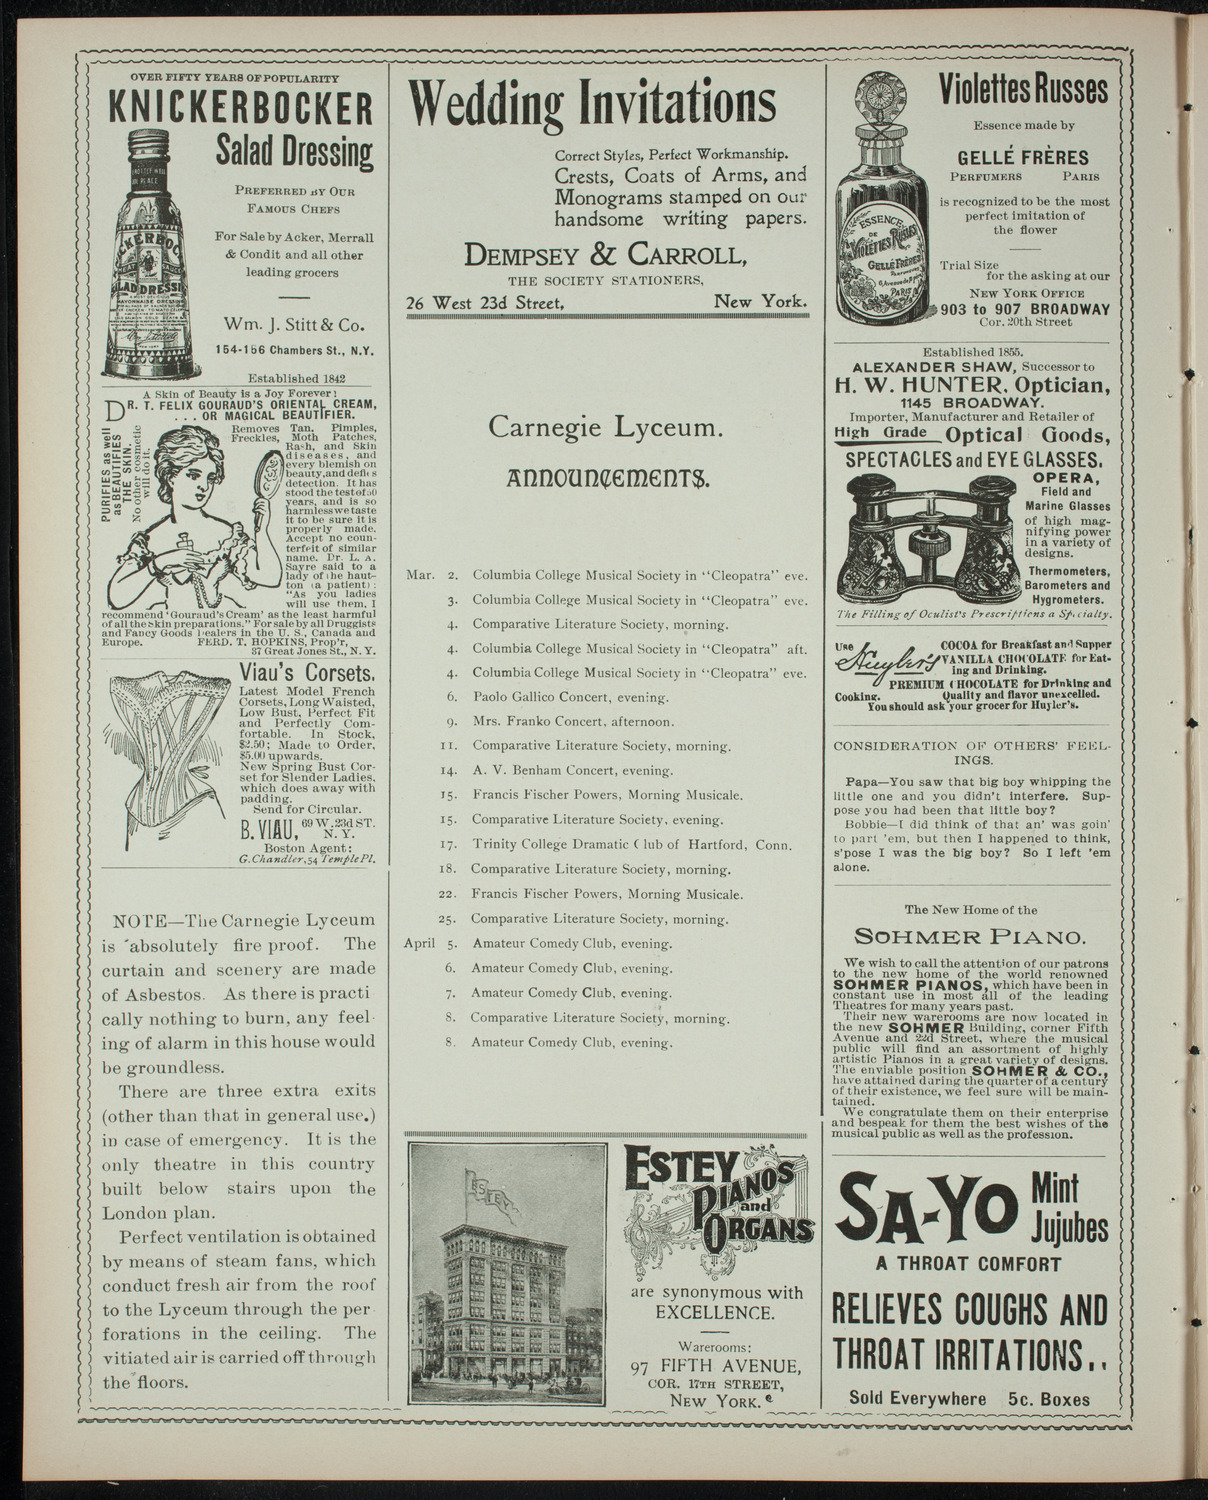 OVER FIFTY YEARS OF POPULARITY
KNICKERBOCKER
Salad Dressing
PREFERRED BY OUR
FAMOUS CHEFS
For Sale by Acker, Merrall
& Condit and all other
leading grocers
Wm. J. Stitt & Co.
154-156 Chambers St., N.Y.
Established 1842
A Skin of Beauty is a Joy Forever:
DR. T. FELIX GOURAUD'S ORIENTAL CREAM,
. . . OR MAGICAL BEAUTIFIER.
PURIFIES as well
as BEAUTIFIES
THE SKIN.
No other cosmetic
will do it.
Removes Tan, Pimples,
Freckles, Moth Patches,
Rash, and Skin
diseases, and
every blemish on
beauty, and defies
detection. It has
stood the test of 50
years, and is so
harmless we taste
it to be sure it is
properly made.
Accept no coun-
terfeit of similar
name. Dr. L. A.
Sayre said to a
lady of the haut-
ton (a patient):
"As you ladies
will use them, I
recommend 'Gouraud's Cream' as the least harmful
of all the skin preparations." For sale by all Druggists
and Fancy Goods Dealers in the U. S., Canada and
Europe. FERD. T. HOPKINS, Prop'r,
37 Great Jones St., N. Y.
Viau's Corsets.
Latest Model French
Corsets, Long Waisted,
Low Bust, Perfect Fit
and Perfectly Com-
fortable. In Stock,
$2.50; Made to Order,
$5.00 upwards.
New Spring Bust Cor-
set for Slender Ladies,
which does away with
padding.
Send for Circular.
B. VIAU, 69 W. 23d ST.
N. Y.
Boston Agent:
G. Chandler, 54 Temple Pl.
NOTE—The Carnegie Lyceum
is absolutely fire proof. The
curtain and scenery are made
of Asbestos. As there is practi
cally nothing to burn, any feel-
ing of alarm in this house would
be groundless.
There are three extra exits
(other than that in general use.)
in case of emergency. It is the
only theatre in this country
built below stairs upon the
London plan.
Perfect ventilation is obtained
by means of steam fans, which
conduct fresh air from the roof
to the Lyceum through the per-
forations in the ceiling. The
vitiated air is carried off through
the floors.
Wedding Invitations
Correct Styles, Perfect Workmanship.
Crests, Coats of Arms, and
Monograms stamped on our
handsome writing papers.
DEMPSEY & CARROLL,
THE SOCIETY STATIONERS,
26 West 23d Street, New York.
Carnegie Lyceum.
ANNOUNCEMENTS.
Mar. 2. Columbia College Musical Society in "Cleopatra" eve.
3. Columbia College Musical Society in "Cleopatra" eve.
4. Comparative Literature Society, morning.
4. Columbia College Musical Society in "Cleopatra" aft.
4. Columbia College Musical Society in "Cleopatra" eve.
6. Paolo Gallico Concert, evening.
9. Mrs. Franko Concert, afternoon.
11. Comparative Literature Society, morning.
14. A. V. Benham Concert, evening.
15. Francis Fischer Powers, Morning Musicale.
15. Comparative Literature Society, evening.
17. Trinity College Dramatic Club of Hartford, Conn.
18. Comparative Literature Society, morning.
22. Francis Fischer Powers, Morning Musicale.
25. Comparative Literature Society, morning.
April 5. Amateur Comedy Club, evening.
6. Amateur Comedy Club, evening.
7. Amateur Comedy Club, evening.
8. Comparative Literature Society, morning.
8. Amateur Comedy Club, evening.
ESTEY
ESTEY
PIANOS
and
ORGANS
are synonymous with
EXCELLENCE.
Warerooms:
97 FIFTH AVENUE,
COR. 17TH STREET,
NEW YORK.
Violettes Russes
Essence made by
GELLÉ FRÈRES
PERFUMERS PARIS
is recognized to be the most
perfect imitation of
the flower
Trial Size
for the asking at our
NEW YORK OFFICE
903 to 907 BROADWAY
Cor. 20th Street
ESSENCE
DE
VIOLETTES RUSSES
GELLÉ FRÈRES
PARIS
Established 1855.
ALEXANDER SHAW, Successor to
H. W. HUNTER, Optician,
1145 BROADWAY.
Importer, Manufacturer and Retailer of
High Grade Optical Goods,
SPECTACLES and EYE GLASSES.
OPERA,
Field and
Marine Glasses
of high mag-
nifying power
in a variety of
designs.
Thermometers,
Barometers and
Hygrometers.
The Filling of Oculist's Prescriptions a Specialty.
Use Huyler's COCOA for Breakfast and Supper
VANILLA CHOCOLATE for Eat-
ing and Drinking.
PREMIUM CHOCOLATE for Drinking and
Cooking. Quality and flavor unexcelled.
You should ask your grocer for Huyler's.
CONSIDERATION OF OTHERS' FEEL-
INGS.
Papa—You saw that big boy whipping the
little one and you didn't interfere. Sup-
pose you had been that little boy?
Bobbie—I did think of that an' was goin'
to part 'em, but then I happened to think,
s'pose I was the big boy? So I left 'em
alone.
The New Home of the
SOHMER PIANO.
We wish to call the attention of our patrons
to the new home of the world renowned
SOHMER PIANOS, which have been in
constant use in most all of the leading
Theatres for many years past.
Their new warerooms are now located in
the new SOHMER Building, corner Fifth
Avenue and 22d Street, where the musical
public will find an assortment of highly
artistic Pianos in a great variety of designs.
The enviable position SOHMER & CO.,
have attained during the quarter of a century
of their existence, we feel sure will be main-
tained.
We congratulate them on their enterprise
and bespeak for them the best wishes of the
musical public as well as the profession.
SA-YO Mint
Jujubes
A THROAT COMFORT
RELIEVES COUGHS AND
THROAT IRRITATIONS..
Sold Everywhere 5c. Boxes